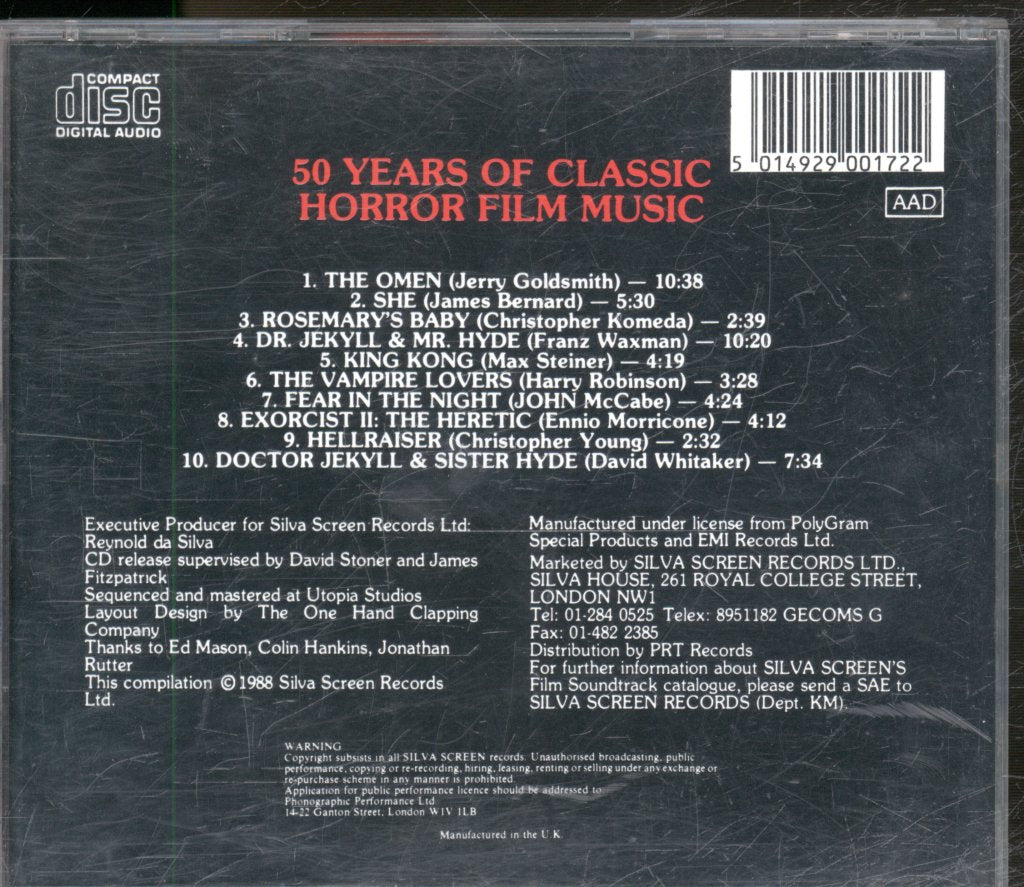 COMPACT
disc
DIGITAL AUDIO
5 014929 001722
AAD
50 YEARS OF CLASSIC
HORROR FILM MUSIC
1. THE OMEN (Jerry Goldsmith) — 10:38
2. SHE (James Bernard) — 5:30
3. ROSEMARY'S BABY (Christopher Komeda) — 2:39
4. DR. JEKYLL & MR. HYDE (Franz Waxman) — 10:20
5. KING KONG (Max Steiner) — 4:19
6. THE VAMPIRE LOVERS (Harry Robinson) — 3:28
7. FEAR IN THE NIGHT (JOHN McCabe) — 4:24
8. EXORCIST II: THE HERETIC (Ennio Morricone) — 4:12
9. HELLRAISER (Christopher Young) — 2:32
10. DOCTOR JEKYLL & SISTER HYDE (David Whitaker) — 7:34
Executive Producer for Silva Screen Records Ltd:
Reynold da Silva
CD release supervised by David Stoner and James
Fitzpatrick
Sequenced and mastered at Utopia Studios
Layout Design by The One Hand Clapping
Company
Thanks to Ed Mason, Colin Hankins, Jonathan
Rutter
This compilation ©1988 Silva Screen Records
Ltd.
Manufactured under license from PolyGram
Special Products and EMI Records Ltd.
Marketed by SILVA SCREEN RECORDS LTD.,
SILVA HOUSE, 261 ROYAL COLLEGE STREET,
LONDON NW1
Tel: 01-284 0525 Telex: 8951182 GECOMS G
Fax: 01-482 2385
Distribution by PRT Records
For further information about SILVA SCREEN'S
Film Soundtrack catalogue, please send a SAE to
SILVA SCREEN RECORDS (Dept. KM).
WARNING
Copyright subsists in all SILVA SCREEN records. Unauthorised broadcasting, public
performance, copying or re-recording, hiring, leasing, renting or selling under any exchange or
re-purchase scheme in any manner is prohibited.
Application for public performance licence should be addressed to
Phonographic Performance Ltd
14-22 Ganton Street, London W1V 1LB
Manufactured in the U.K.